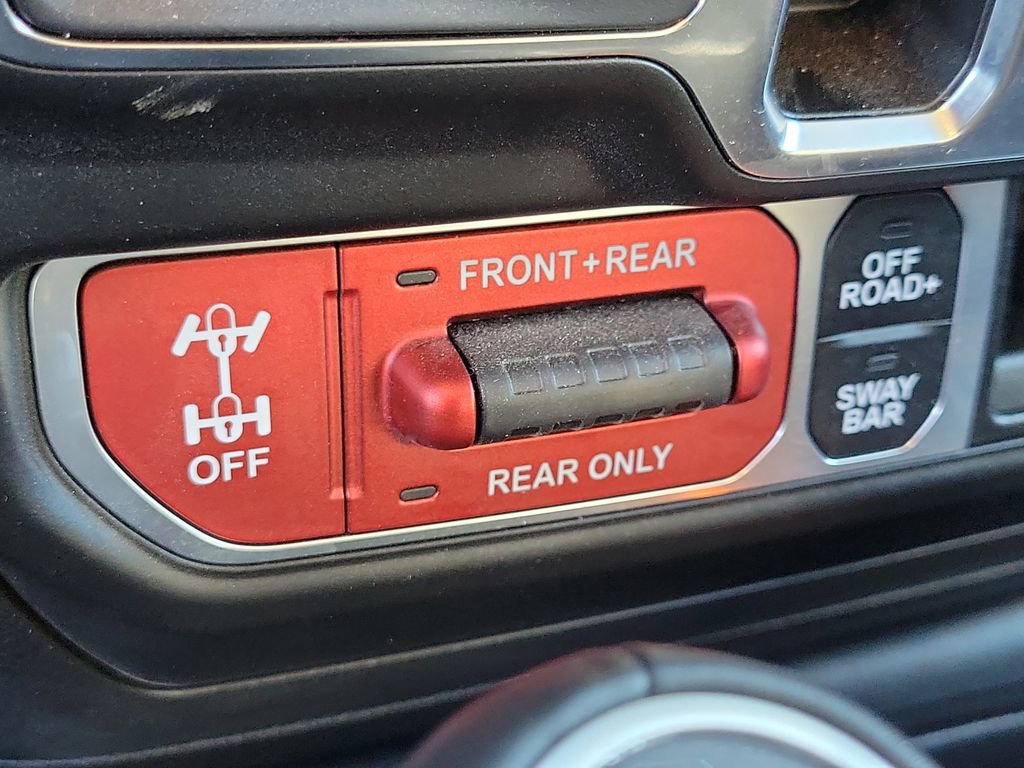 FRONT+REAR
OFF
REAR ONLY
OFF
ROAD+
SWAY
BAR